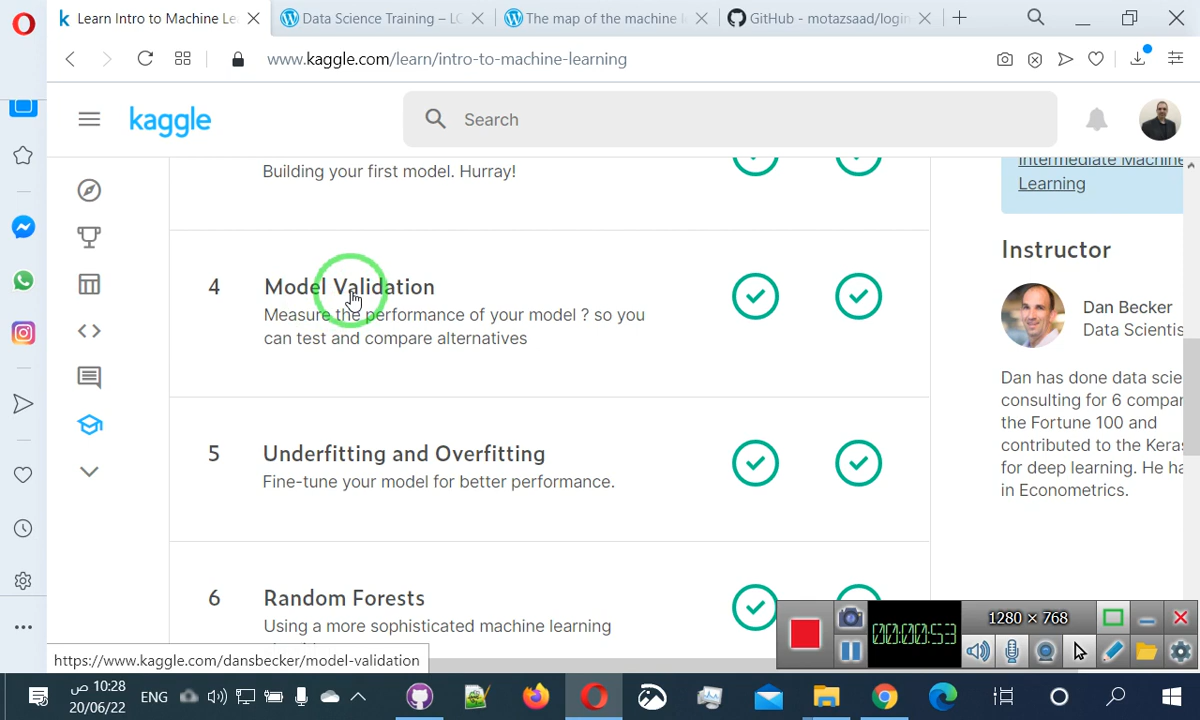 Learn Intro to Machine Le
Data Science Training – LC
The map of the machine l
GitHub - motazsaad/login
www.kaggle.com/learn/intro-to-machine-learning
kaggle
Search
Building your first model. Hurray!
Intermediate Machine
Learning
4
Model Validation
Measure the performance of your model ? so you
can test and compare alternatives
5
Underfitting and Overfitting
Fine-tune your model for better performance.
6
Random Forests
Using a more sophisticated machine learning
Instructor
Dan Becker
Data Scientis
Dan has done data scie
consulting for 6 compar
the Fortune 100 and
contributed to the Keras
for deep learning. He ha
in Econometrics.
1280 × 768
00:00:53
https://www.kaggle.com/dansbecker/model-validation
ENG
10:28 ص
20/06/22